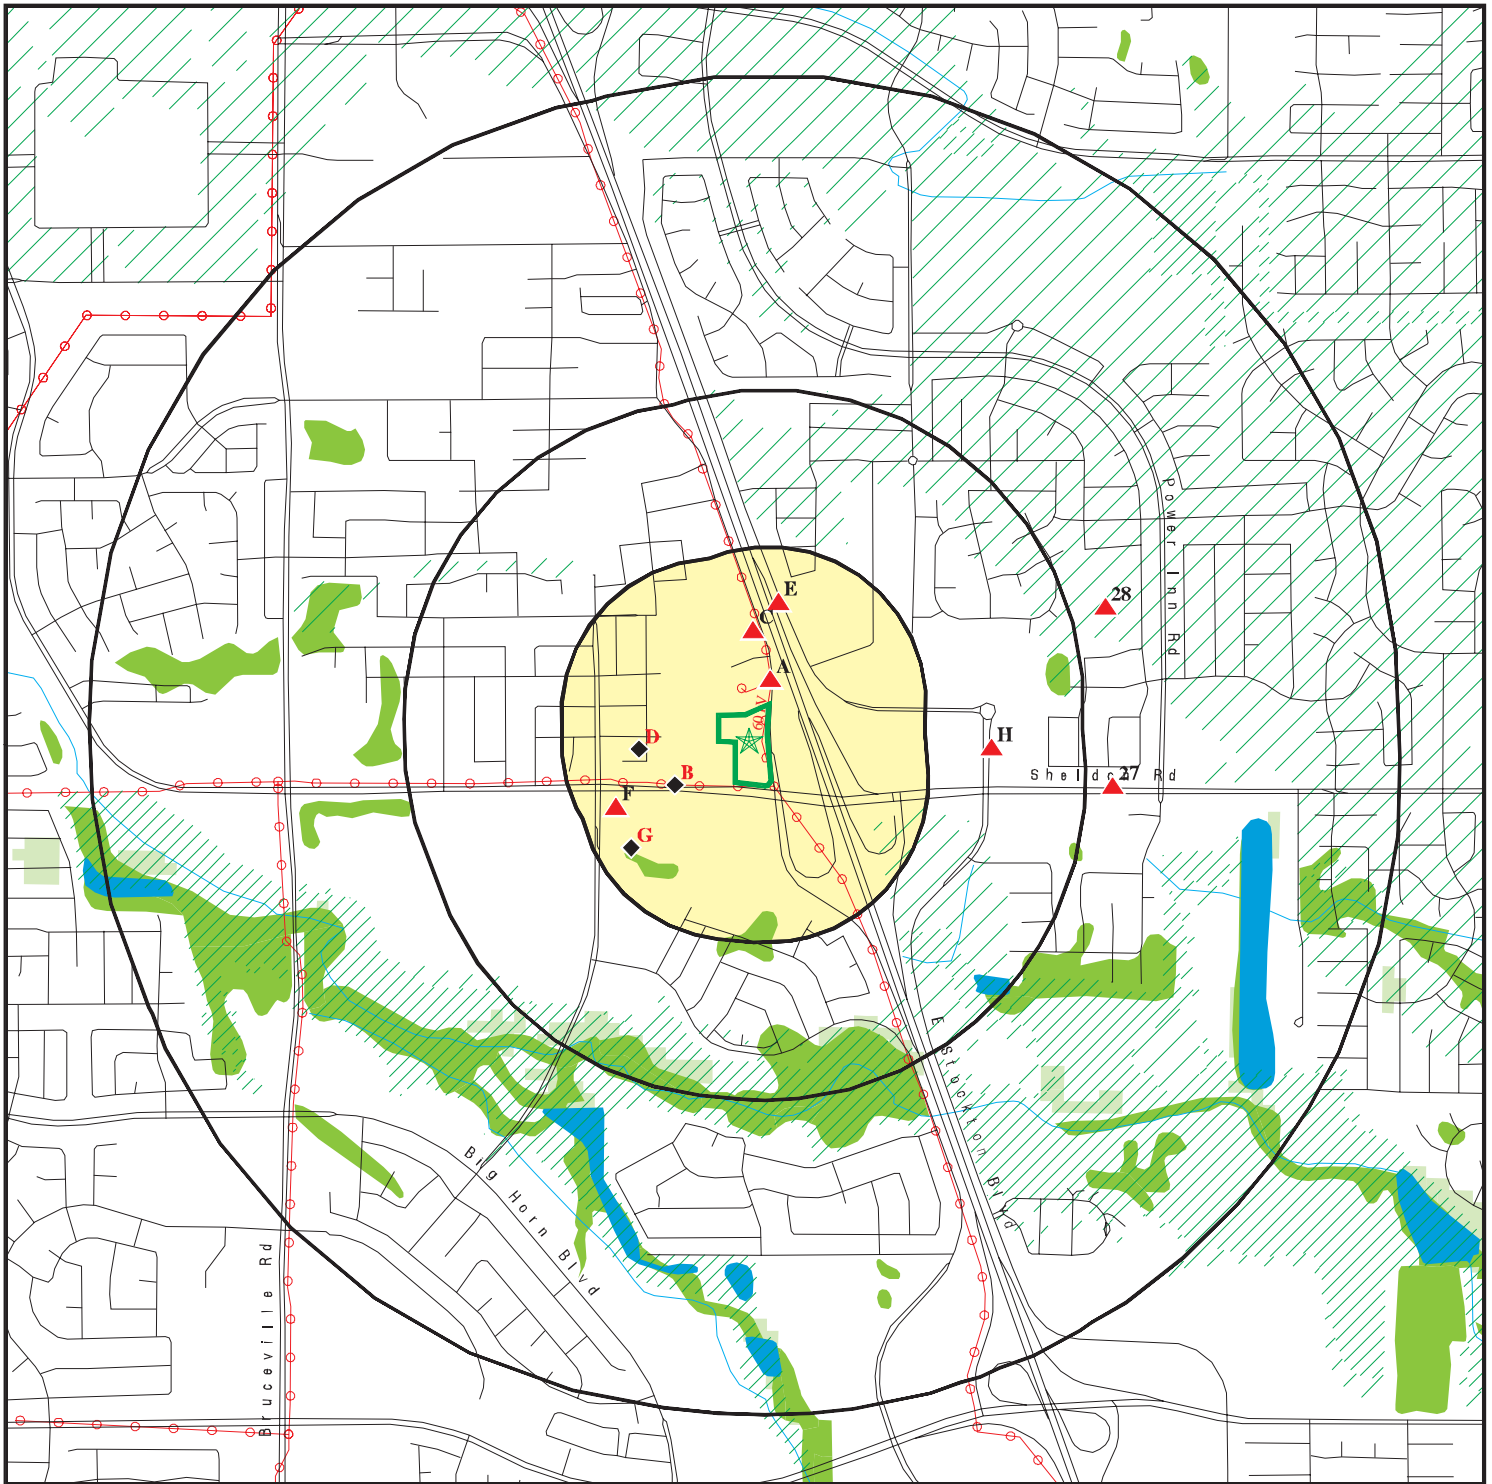 Power Inn Rd
E
C
28
A
D
H
B
Sheldon Rd
27
F
G
E Stockton Blvd
Big Horn Blvd
Bruceville Rd